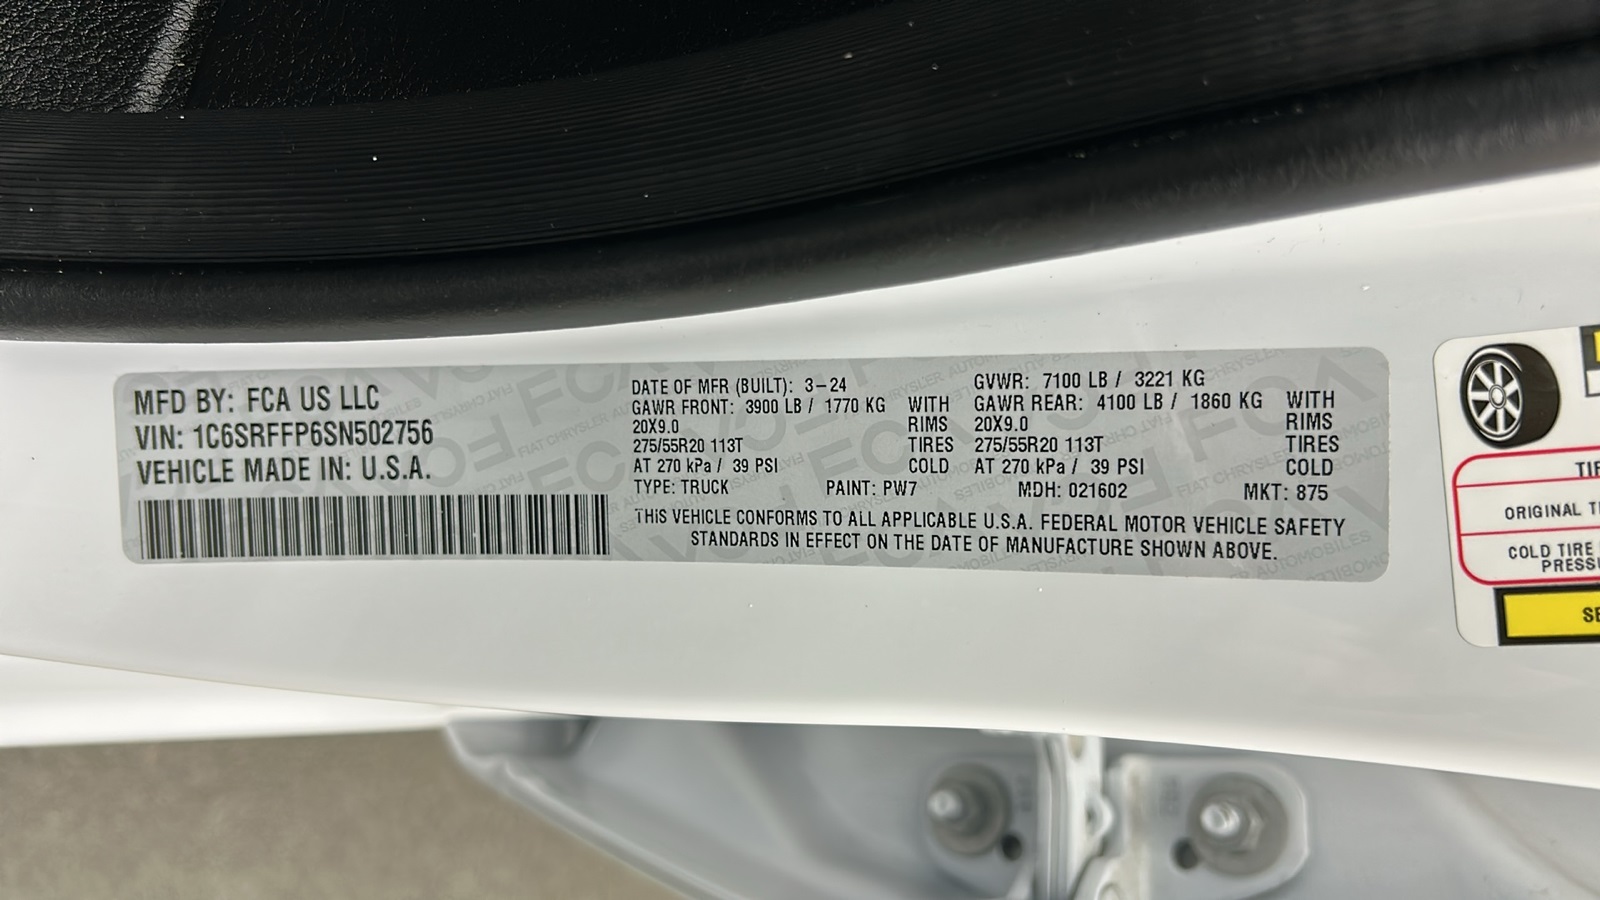 MFD BY: FCA US LLC
VIN: 1C6SRFFP6SN502756
VEHICLE MADE IN: U.S.A.
DATE OF MFR (BUILT): 3-24
GAWR FRONT: 3900 LB / 1770 KG WITH
20X9.0 RIMS
275/55R20 113T TIRES
AT 270 kPa / 39 PSI COLD
GVWR: 7100 LB / 3221 KG
GAWR REAR: 4100 LB / 1860 KG WITH
20X9.0 RIMS
275/55R20 113T TIRES
AT 270 kPa / 39 PSI COLD
TYPE: TRUCK PAINT: PW7 MDH: 021602 MKT: 875
THIS VEHICLE CONFORMS TO ALL APPLICABLE U.S.A. FEDERAL MOTOR VEHICLE SAFETY
STANDARDS IN EFFECT ON THE DATE OF MANUFACTURE SHOWN ABOVE.
ORIGINAL
COLD TIRE